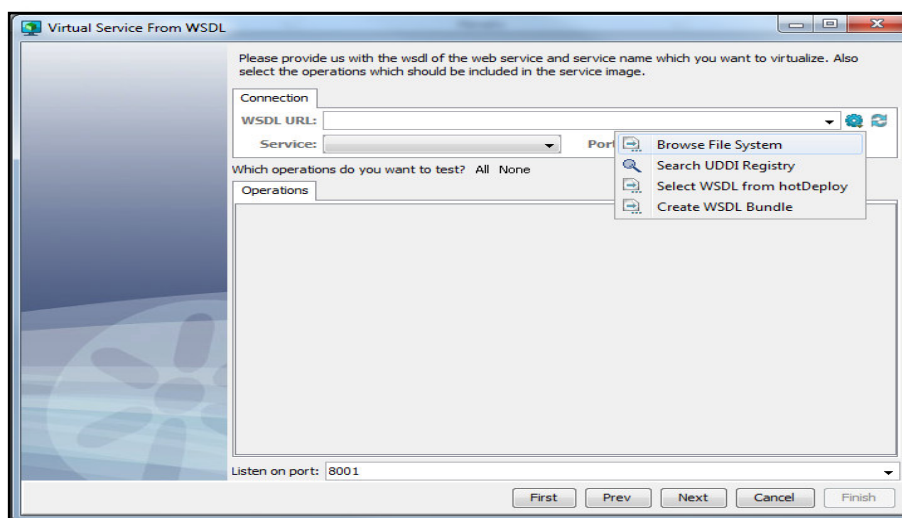 Virtual Service From WSDL
Please provide us with the wsdl of the web service and service name which you want to virtualize. Also
select the operations which should be included in the service image.
Connection
WSDL URL:
Service: Port
Browse File System
Search UDDI Registry
Select WSDL from hotDeploy
Create WSDL Bundle
Which operations do you want to test? All None
Operations
Listen on port: 8001
First Prev Next Cancel Finish